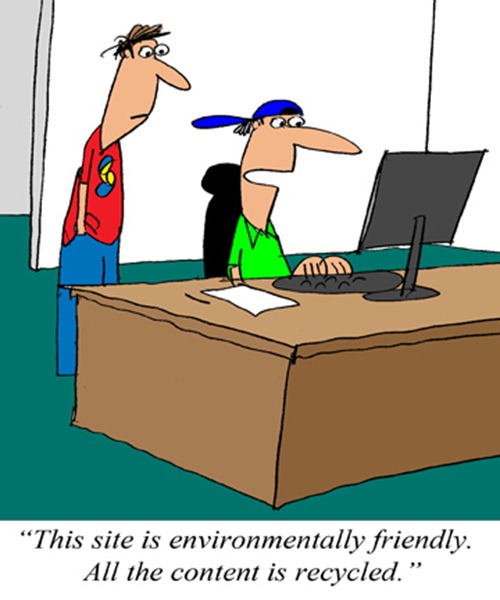 “This site is environmentally friendly.
All the content is recycled.”